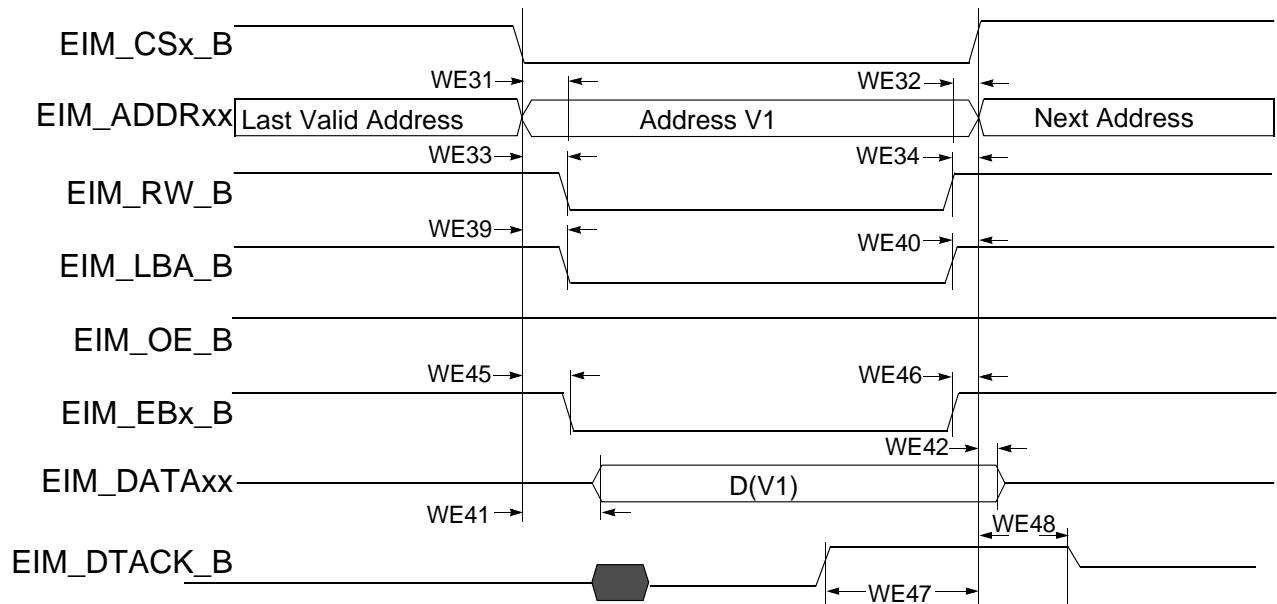 EIM_CSx_B
WE31
WE32
EIM_ADDRxx
Last Valid Address
Address V1
Next Address
WE33
WE34
EIM_RW_B
WE39
WE40
EIM_LBA_B
EIM_OE_B
WE45
WE46
EIM_EBx_B
WE42
EIM_DATAxx
D(V1)
WE41
WE48
EIM_DTACK_B
WE47